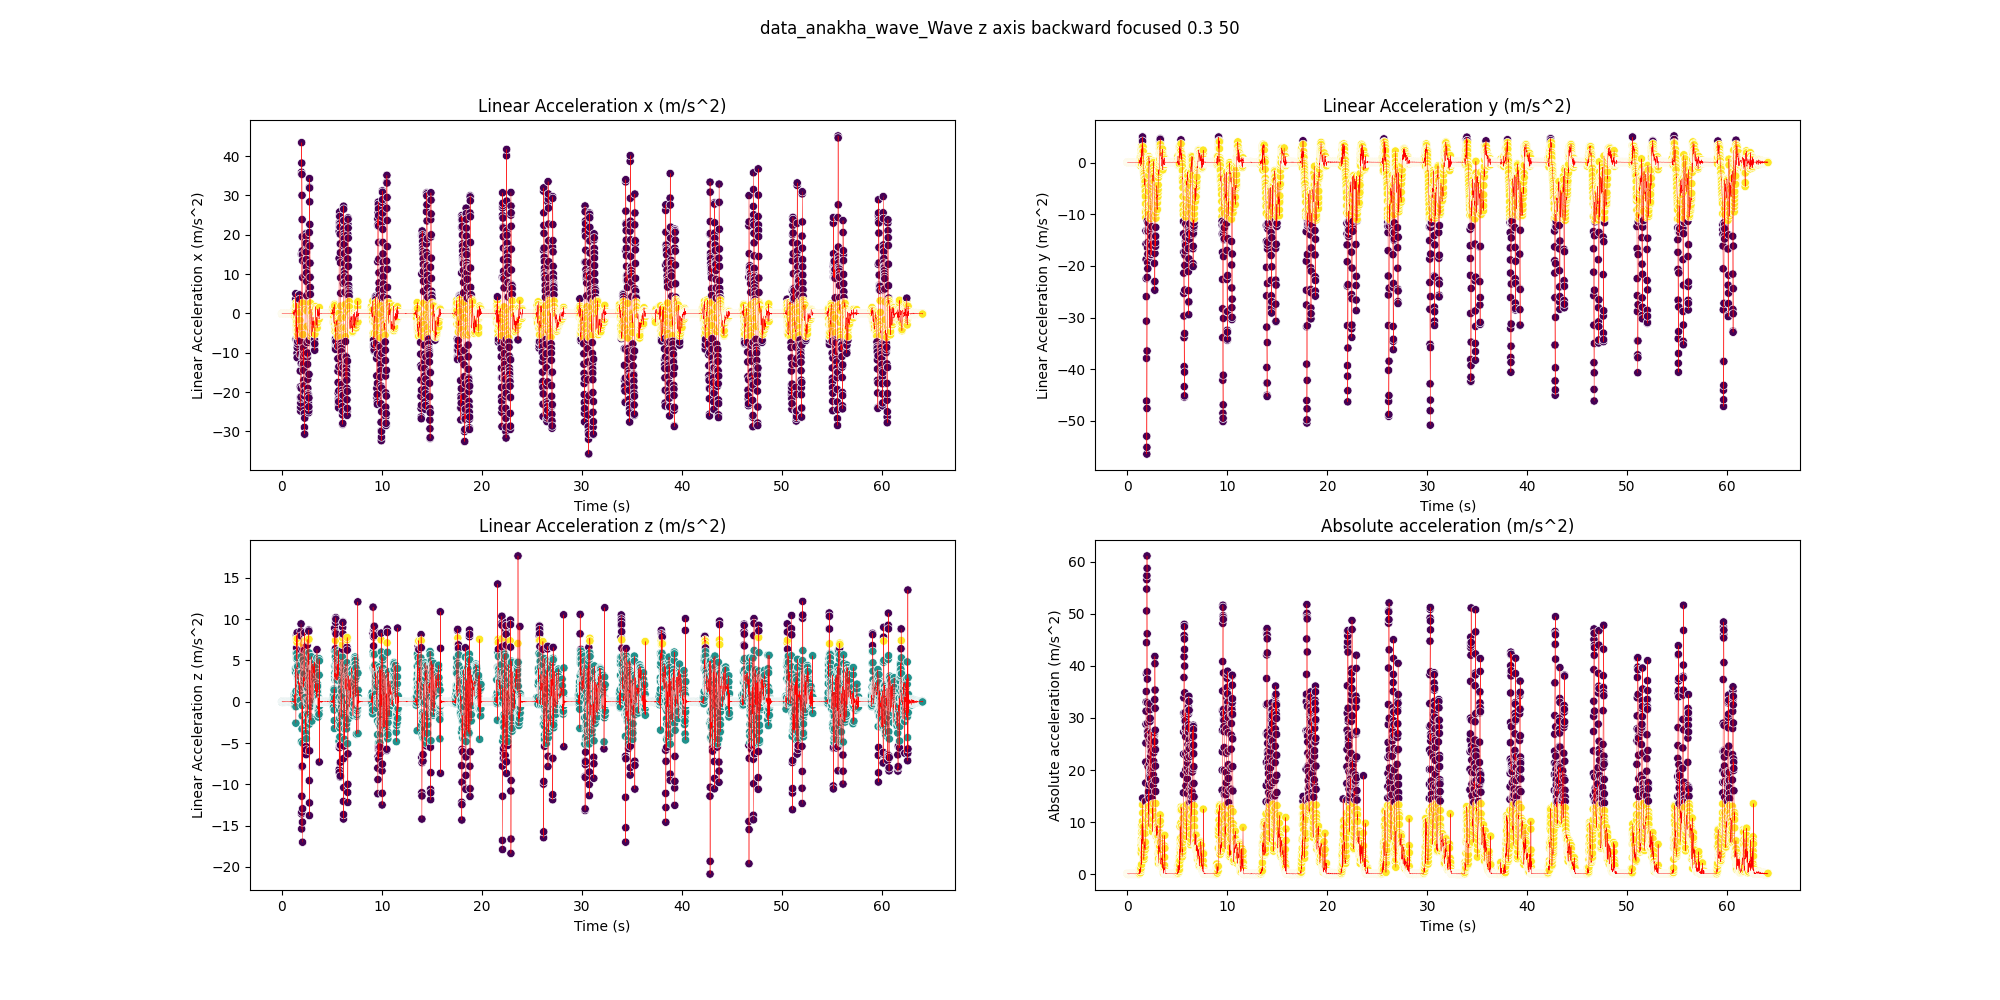 data_anakha_wave_Wave z axis backward focused 0.3 50
Linear Acceleration x (m/s^2)
Linear Acceleration x (m/s^2)
40
30
20
10
0
−10
−20
−30
0 10 20 30 40 50 60
Time (s)
Linear Acceleration y (m/s^2)
Linear Acceleration y (m/s^2)
0
−10
−20
−30
−40
−50
0 10 20 30 40 50 60
Time (s)
Linear Acceleration z (m/s^2)
Linear Acceleration z (m/s^2)
15
10
5
0
−5
−10
−15
−20
0 10 20 30 40 50 60
Time (s)
Absolute acceleration (m/s^2)
Absolute acceleration (m/s^2)
60
50
40
30
20
10
0
0 10 20 30 40 50 60
Time (s)